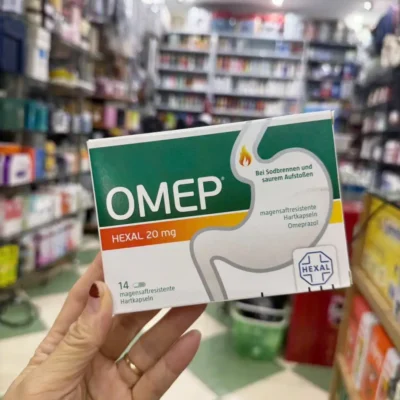 OMEP®
HEXAL 20 mg
Bei Sodbrennen und
saurem Aufstoßen
magensaftresistente
Hartkapseln
Omeprazol
14
magensaftresistente
Hartkapseln
HEXAL